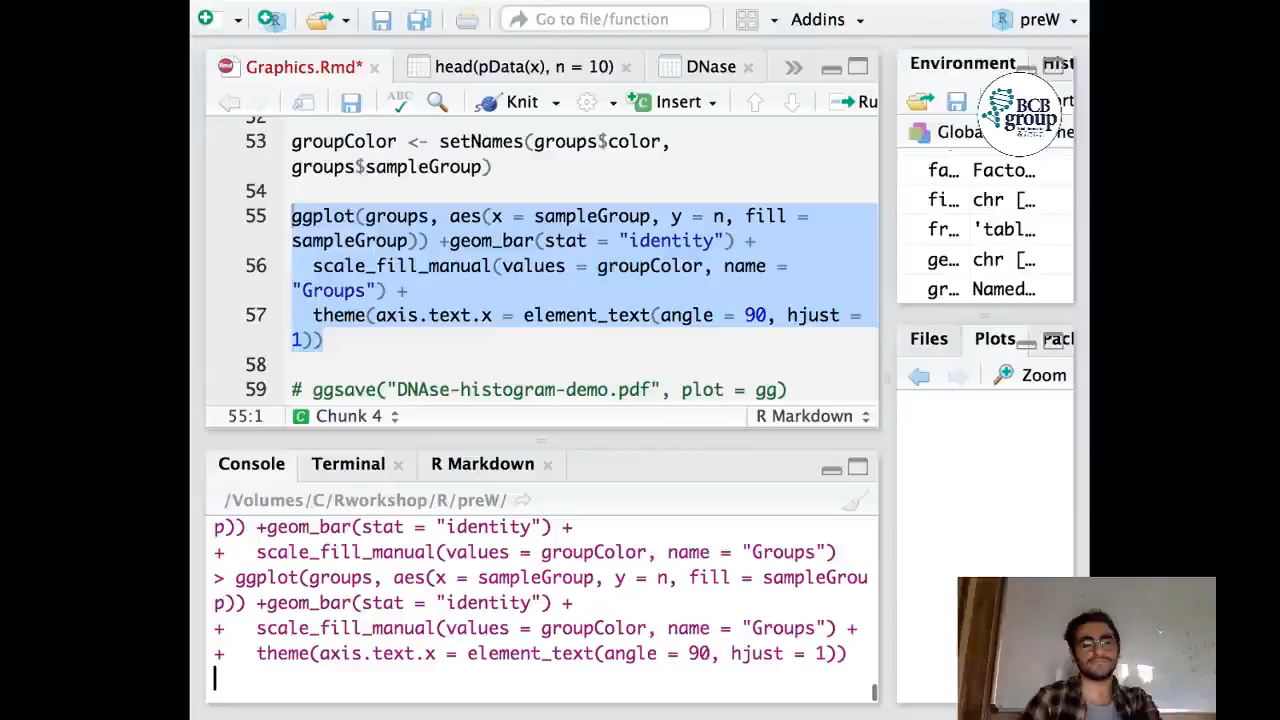 Go to file/function
Addins
preW
Graphics.Rmd*
head(pData(x), n = 10)
DNase
ABC
Knit
Insert
Ru
53
groupColor <- setNames(groups$color,
groups$sampleGroup)
54
55
ggplot(groups, aes(x = sampleGroup, y = n, fill =
sampleGroup)) +geom_bar(stat = "identity") +
56
scale_fill_manual(values = groupColor, name =
"Groups") +
57
theme(axis.text.x = element_text(angle = 90, hjust =
1))
58
59
# ggsave("DNAse-histogram-demo.pdf", plot = gg)
55:1
Chunk 4
R Markdown
Console
Terminal
R Markdown
/Volumes/C/Rworkshop/R/preW/
p)) +geom_bar(stat = "identity") +
+   scale_fill_manual(values = groupColor, name = "Groups")
> ggplot(groups, aes(x = sampleGroup, y = n, fill = sampleGrou
p)) +geom_bar(stat = "identity") +
+   scale_fill_manual(values = groupColor, name = "Groups") +
+   theme(axis.text.x = element_text(angle = 90, hjust = 1))
Environment
BCB
group
fa... Facto...
fi... chr [...
fr... 'tabl...
ge... chr [...
gr... Named...
Files
Plots
Zoom